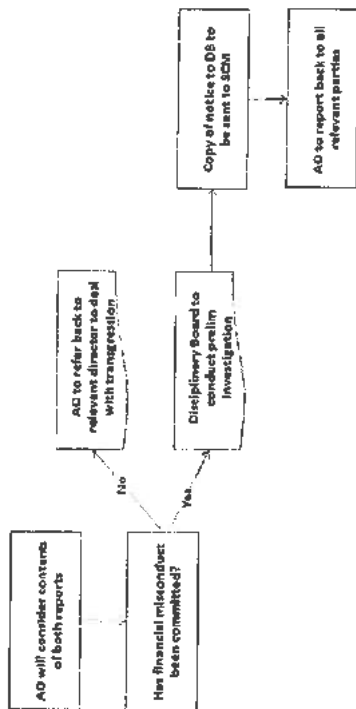 AO will consider contents
of both reports
Has financial misconduct
been committed?
No
Yes
AO to refer back to
relevant director to deal
with transgression
Disciplinary Board to
conduct prelim
investigation
Copy of notice to DB to
be sent to SCM
AO to report back to all
relevant parties